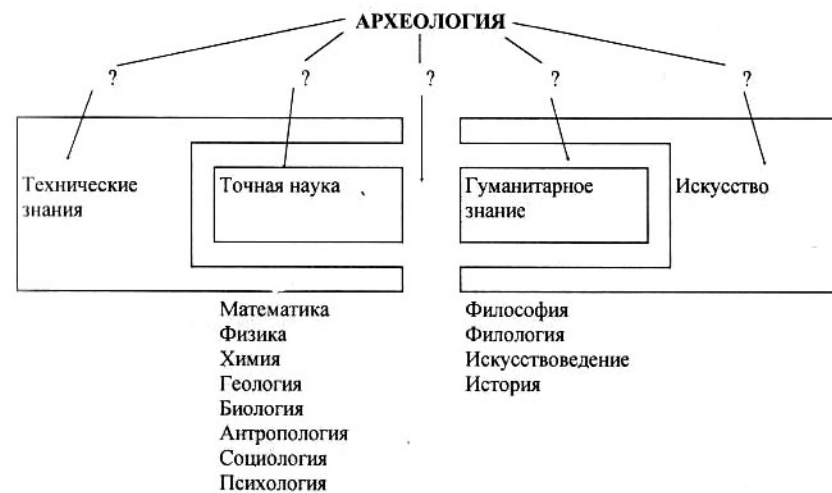 АРХЕОЛОГИЯ
? ? ? ? ?
Технические
знания
Точная наука
Гуманитарное
знание
Искусство
Математика
Физика
Химия
Геология
Биология
Антропология
Социология
Психология
Философия
Филология
Искусствоведение
История